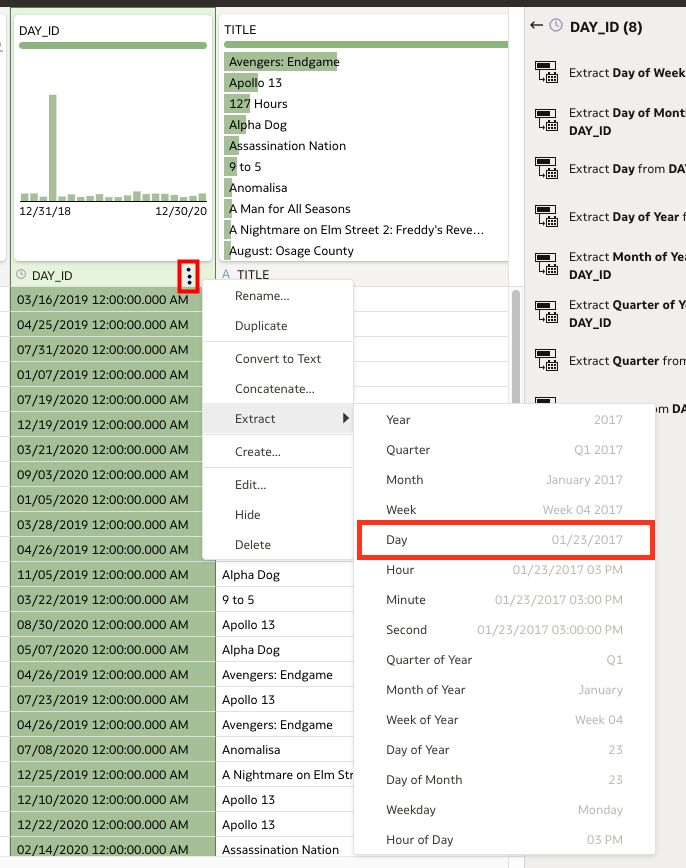 DAY_ID
12/31/18 12/30/20
TITLE
Avengers: Endgame
Apollo 13
127 Hours
Alpha Dog
Assassination Nation
9 to 5
Anomalisa
A Man for All Seasons
A Nightmare on Elm Street 2: Freddy's Reve...
August: Osage County
DAY_ID
A TITLE
03/16/2019 12:00:00.000 AM
04/25/2019 12:00:00.000 AM
07/31/2020 12:00:00.000 AM
01/07/2019 12:00:00.000 AM
07/19/2020 12:00:00.000 AM
12/19/2019 12:00:00.000 AM
03/21/2020 12:00:00.000 AM
09/03/2020 12:00:00.000 AM
01/05/2020 12:00:00.000 AM
03/28/2019 12:00:00.000 AM
04/26/2019 12:00:00.000 AM
11/05/2019 12:00:00.000 AM Alpha Dog
03/22/2019 12:00:00.000 AM 9 to 5
08/30/2020 12:00:00.000 AM Apollo 13
05/07/2020 12:00:00.000 AM Alpha Dog
04/26/2019 12:00:00.000 AM Avengers: Endgame
07/23/2019 12:00:00.000 AM Apollo 13
04/26/2019 12:00:00.000 AM Avengers: Endgame
07/08/2020 12:00:00.000 AM Anomalisa
12/25/2019 12:00:00.000 AM A Nightmare on Elm Str
12/10/2020 12:00:00.000 AM Apollo 13
12/22/2020 12:00:00.000 AM Apollo 13
02/14/2020 12:00:00.000 AM Assassination Nation
Rename...
Duplicate
Convert to Text
Concatenate...
Extract
Create...
Edit...
Hide
Delete
Year 2017
Quarter Q1 2017
Month January 2017
Week Week 04 2017
Day 01/23/2017
Hour 01/23/2017 03 PM
Minute 01/23/2017 03:00 PM
Second 01/23/2017 03:00:00 PM
Quarter of Year Q1
Month of Year January
Week of Year Week 04
Day of Year 23
Day of Month 23
Weekday Monday
Hour of Day 03 PM
DAY_ID (8)
Extract Day of Week
Extract Day of Mont
DAY_ID
Extract Day from DAY
Extract Day of Year f
Extract Month of Yea
DAY_ID
Extract Quarter of Ye
DAY_ID
Extract Quarter from
om DA